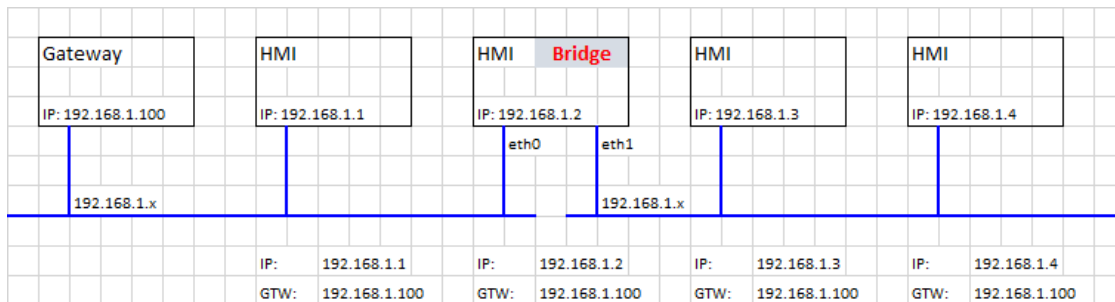 Gateway HMI HMI Bridge HMI HMI
IP: 192.168.1.100 IP: 192.168.1.1 IP: 192.168.1.2 IP: 192.168.1.3 IP: 192.168.1.4
eth0 eth1
192.168.1.x 192.168.1.x
IP: 192.168.1.1 IP: 192.168.1.2 IP: 192.168.1.3 IP: 192.168.1.4
GTW: 192.168.1.100 GTW: 192.168.1.100 GTW: 192.168.1.100 GTW: 192.168.1.100